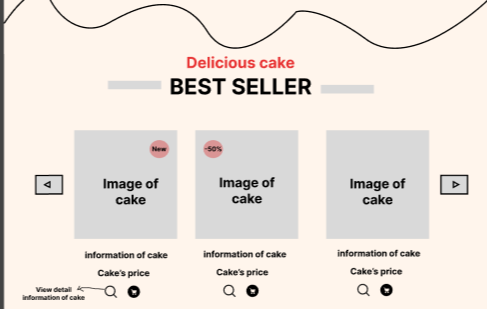 Delicious cake
BEST SELLER
New
-50%
Image of
cake
Image of
cake
Image of
cake
information of cake
information of cake
information of cake
Cake's price
Cake's price
Cake's price
View detail
information of cake